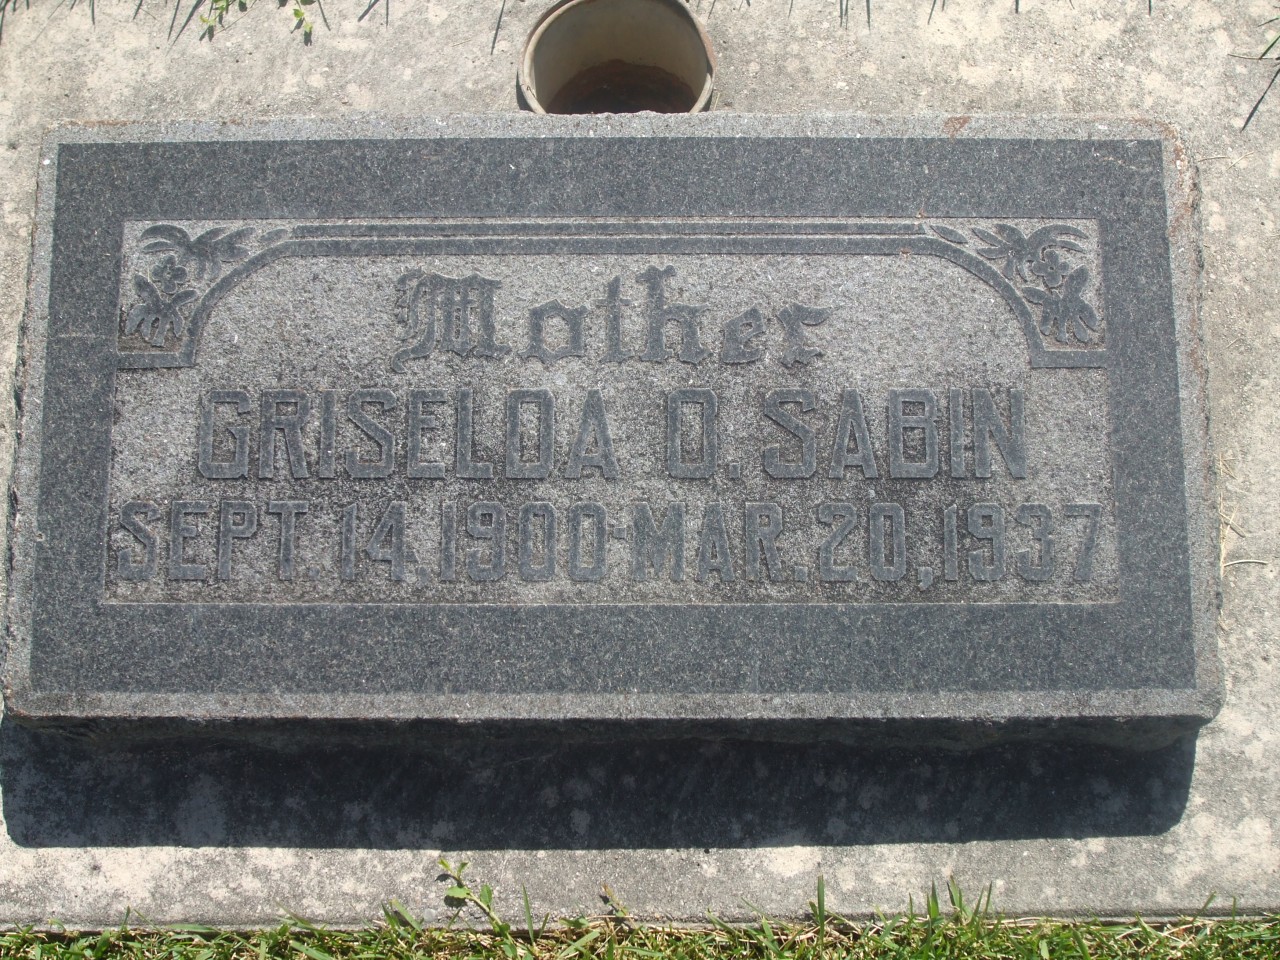 Mother
GRISELDA O. SABIN
SEPT. 14, 1900-MAR. 20, 1937